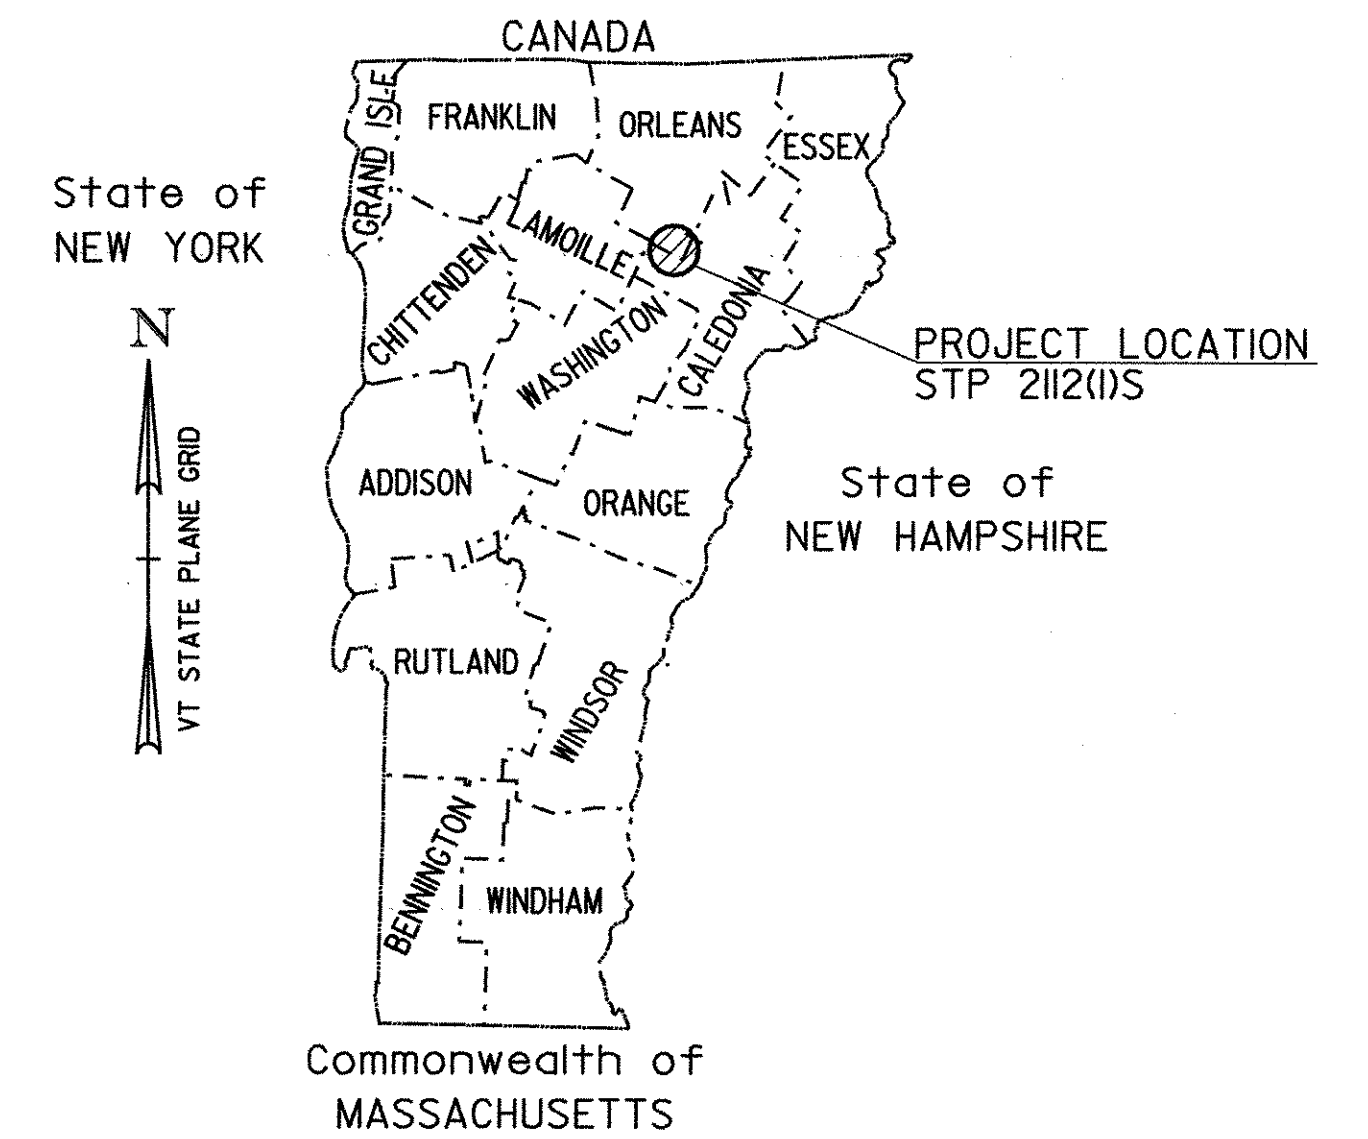 CANADA
GRAND ISLE
FRANKLIN
ORLEANS
ESSEX
State of
NEW YORK
LAMOILLE
CHITTENDEN
WASHINGTON
CALEDONIA
N
VT STATE PLANE GRID
PROJECT LOCATION
STP 2112(1)S
ADDISON
ORANGE
State of
NEW HAMPSHIRE
RUTLAND
WINDSOR
BENNINGTON
WINDHAM
Commonwealth of
MASSACHUSETTS